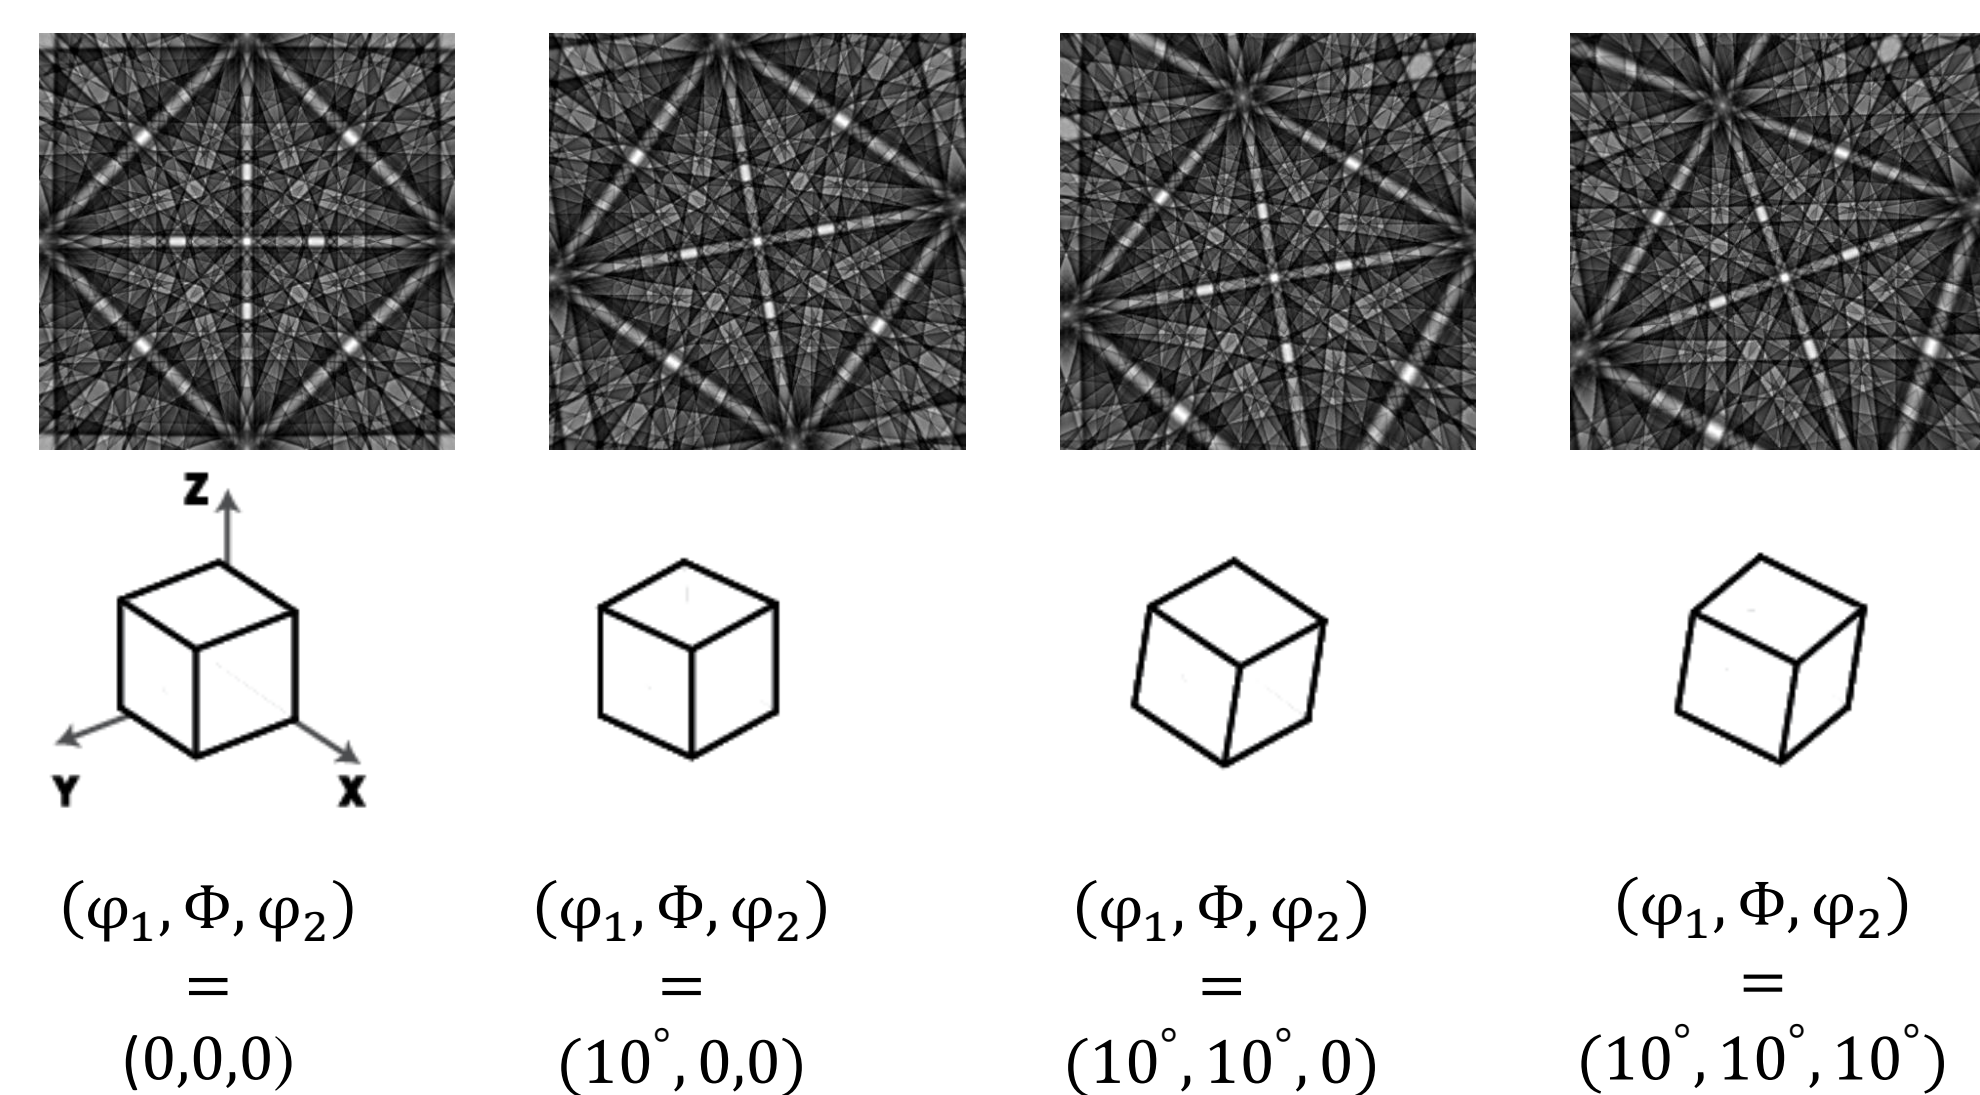 Z
Y
X
(φ₁, Φ, φ₂) (φ₁, Φ, φ₂) (φ₁, Φ, φ₂) (φ₁, Φ, φ₂)
= = = =
(0,0,0) (10°, 0,0) (10°, 10°, 0) (10°, 10°, 10°)